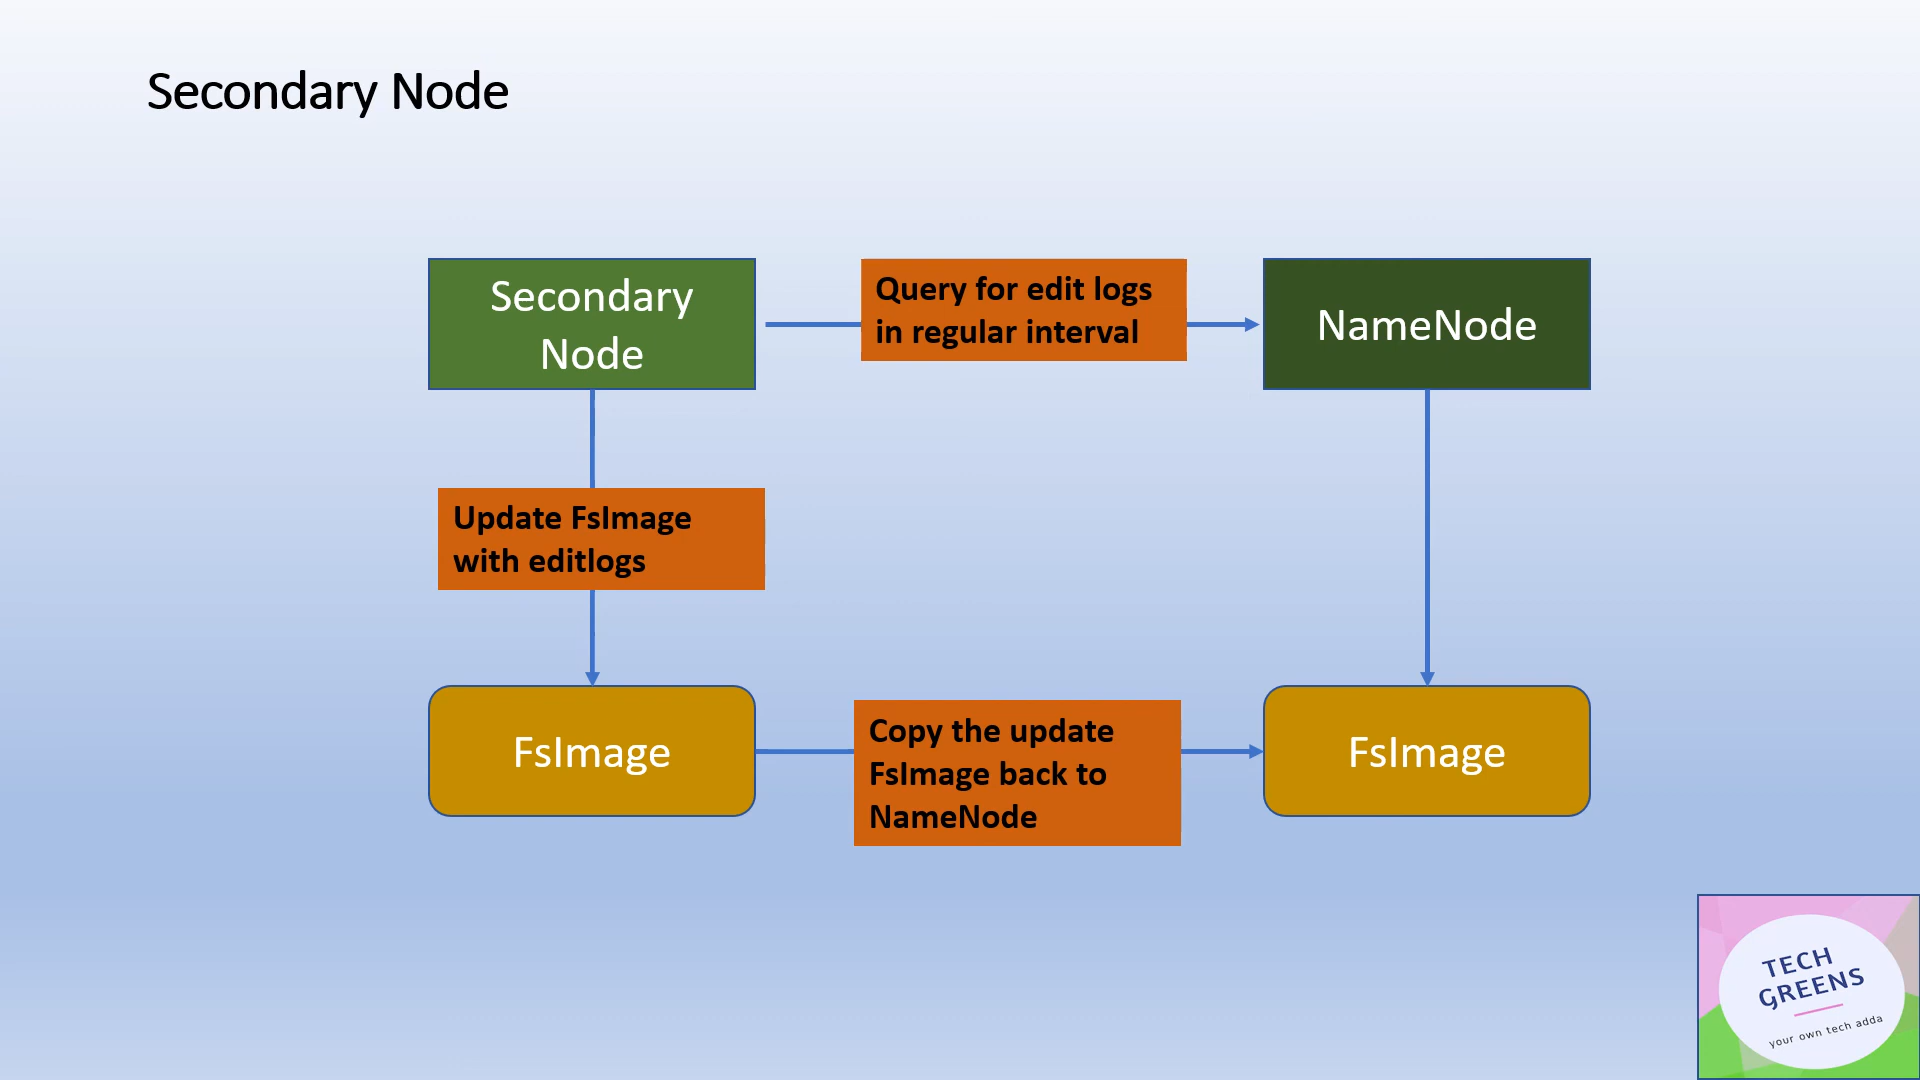 Secondary Node
Secondary
Node
Query for edit logs
in regular interval
NameNode
Update FsImage
with editlogs
FsImage
Copy the update
FsImage back to
NameNode
FsImage
TECH
GREENS
your own tech adda